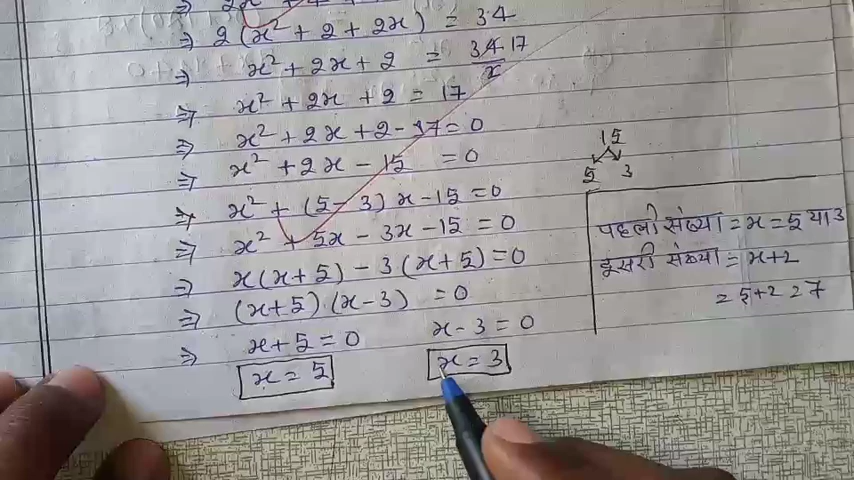 ⇒ 2(x² + 2 + 2x) = 34
⇒ x² + 2x + 2 = 34 17 / 2
⇒ x² + 2x + 2 = 17
⇒ x² + 2x + 2 - 17 = 0
⇒ x² + 2x - 15 = 0
⇒ x² + (5 - 3) x - 15 = 0
⇒ x² + 5x - 3x - 15 = 0
⇒ x(x + 5) - 3(x + 5) = 0
⇒ (x + 5) (x - 3) = 0
⇒ x + 5 = 0 x - 3 = 0
x = 5 x = 3
15
5 3
पहली संख्या = x = 5 या 3
दूसरी संख्या = x + 2
= 5 + 2 = 7